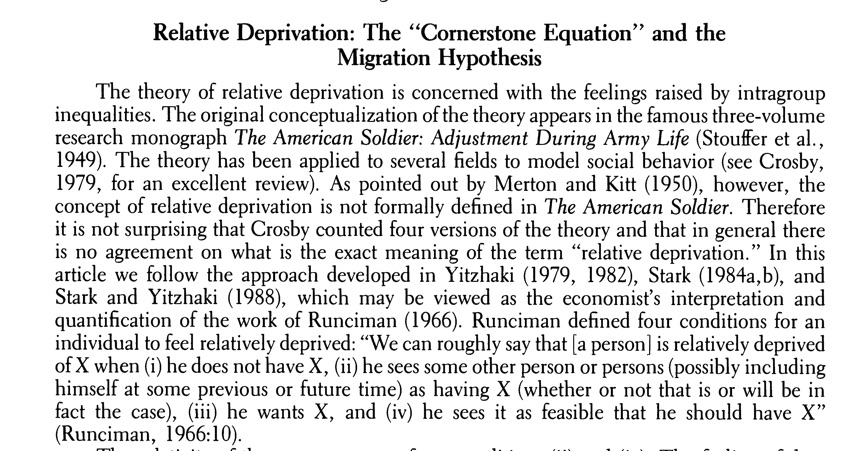 Relative Deprivation: The “Cornerstone Equation” and the
Migration Hypothesis
The theory of relative deprivation is concerned with the feelings raised by intragroup
inequalities. The original conceptualization of the theory appears in the famous three-volume
research monograph The American Soldier: Adjustment During Army Life (Stouffer et al.,
1949). The theory has been applied to several fields to model social behavior (see Crosby,
1979, for an excellent review). As pointed out by Merton and Kitt (1950), however, the
concept of relative deprivation is not formally defined in The American Soldier. Therefore
it is not surprising that Crosby counted four versions of the theory and that in general there
is no agreement on what is the exact meaning of the term “relative deprivation.” In this
article we follow the approach developed in Yitzhaki (1979, 1982), Stark (1984a,b), and
Stark and Yitzhaki (1988), which may be viewed as the economist’s interpretation and
quantification of the work of Runciman (1966). Runciman defined four conditions for an
individual to feel relatively deprived: “We can roughly say that [a person] is relatively deprived
of X when (i) he does not have X, (ii) he sees some other person or persons (possibly including
himself at some previous or future time) as having X (whether or not that is or will be in
fact the case), (iii) he wants X, and (iv) he sees it as feasible that he should have X”
(Runciman, 1966:10).